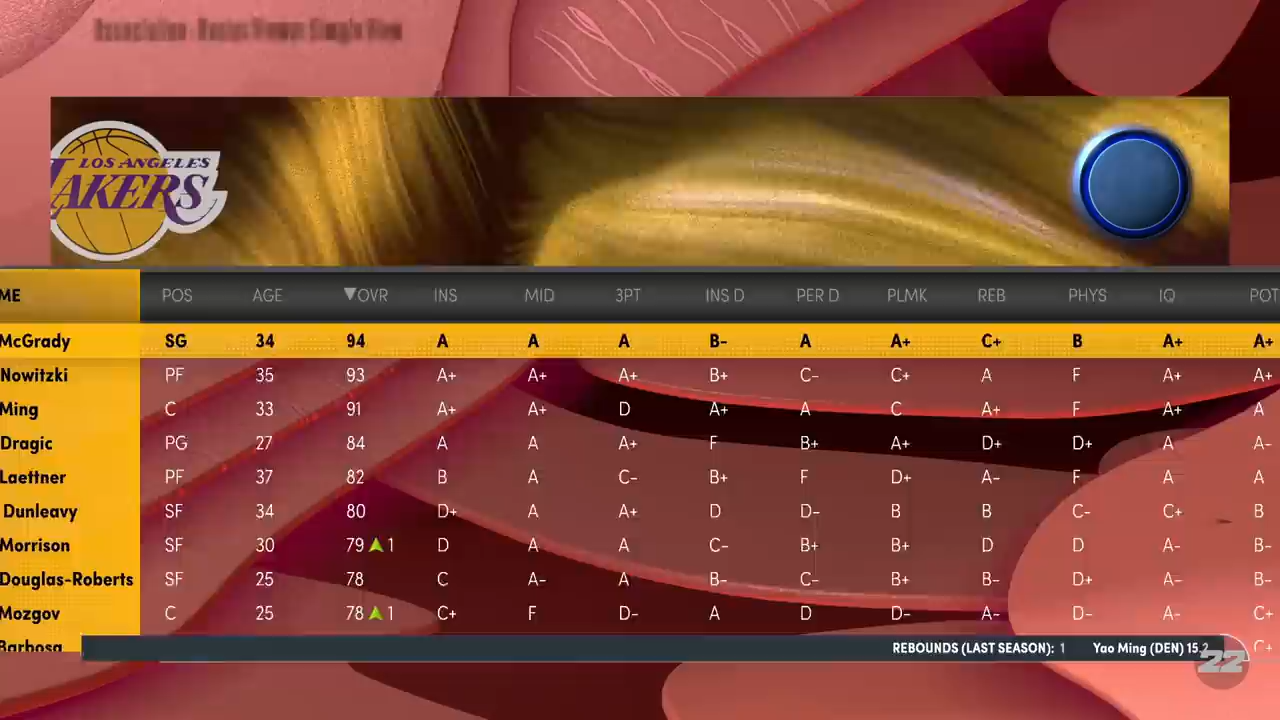 LOS ANGELES
LAKERS
ME POS AGE ▼OVR INS MID 3PT INS D PER D PLMK REB PHYS IQ POT
McGrady SG 34 94 A A A B- A A+ C+ B A+ A+
Nowitzki PF 35 93 A+ A+ A+ B+ C- C+ A F A+ A+
Ming C 33 91 A+ A+ D A+ A C A+ F A+ A
Dragic PG 27 84 A A A+ F B+ A+ D+ D+ A A-
Laettner PF 37 82 B A C- B+ F D+ A- F A A
Dunleavy SF 34 80 D+ A A+ D D- B B C- C+ B
Morrison SF 30 79 ▲1 D A A C- B+ B+ D D A- B-
Douglas-Roberts SF 25 78 C A- A B- C- B+ B- D+ A- B-
Mozgov C 25 78 ▲1 C+ F D- A D D- A- D- A- C+
Barbosa C+
REBOUNDS (LAST SEASON): 1 Yao Ming (DEN) 15.2
22